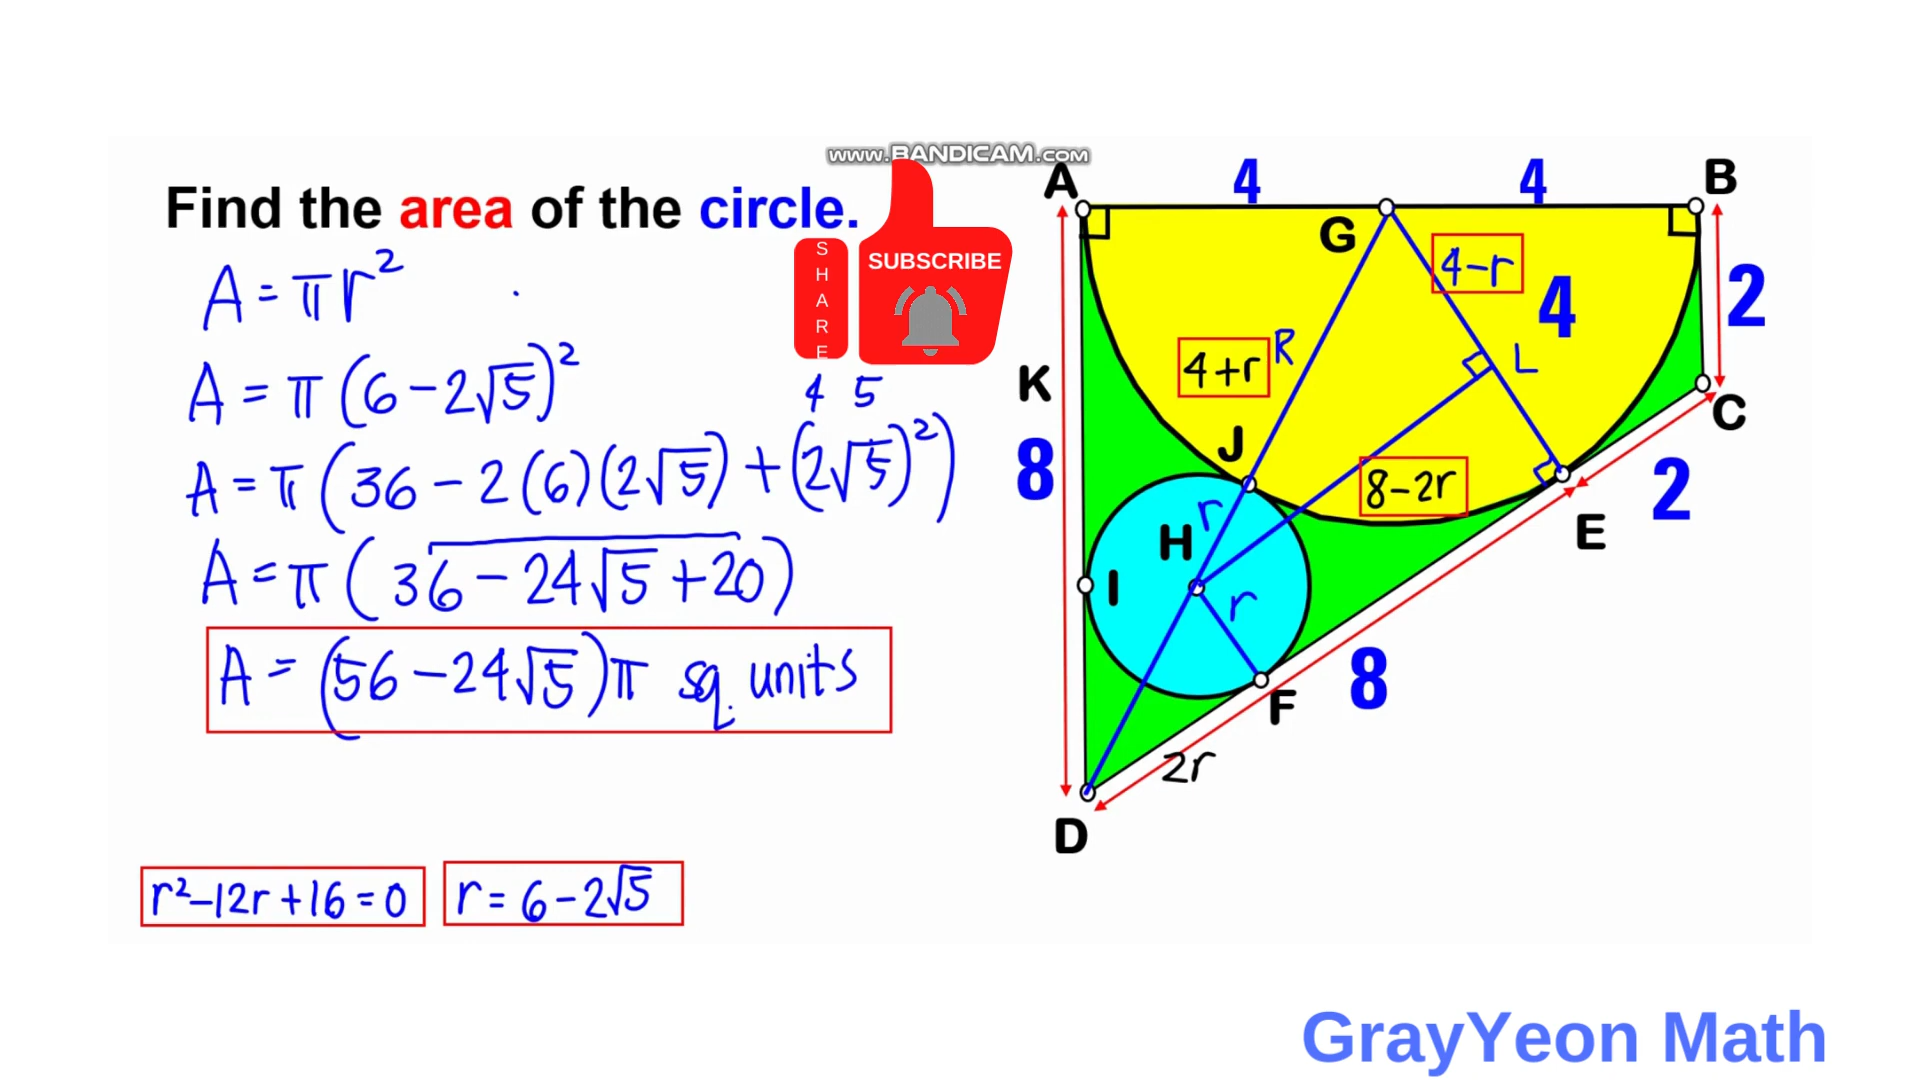 www.BANDICAM.com
Find the area of the circle.
A = πr²
A = π(6 − 2√5)²
4 5
A = π(36 − 2(6)(2√5) + (2√5)²)
A = π(36 − 24√5 + 20)
A = (56 − 24√5)π sq. units
r² − 12r + 16 = 0
r = 6 − 2√5
SHARE
SUBSCRIBE
A
4
4
B
G
4−r
4
2
4+r
R
L
K
C
J
8
r
8−2r
2
H
E
I
r
8
F
2r
D
GrayYeon Math